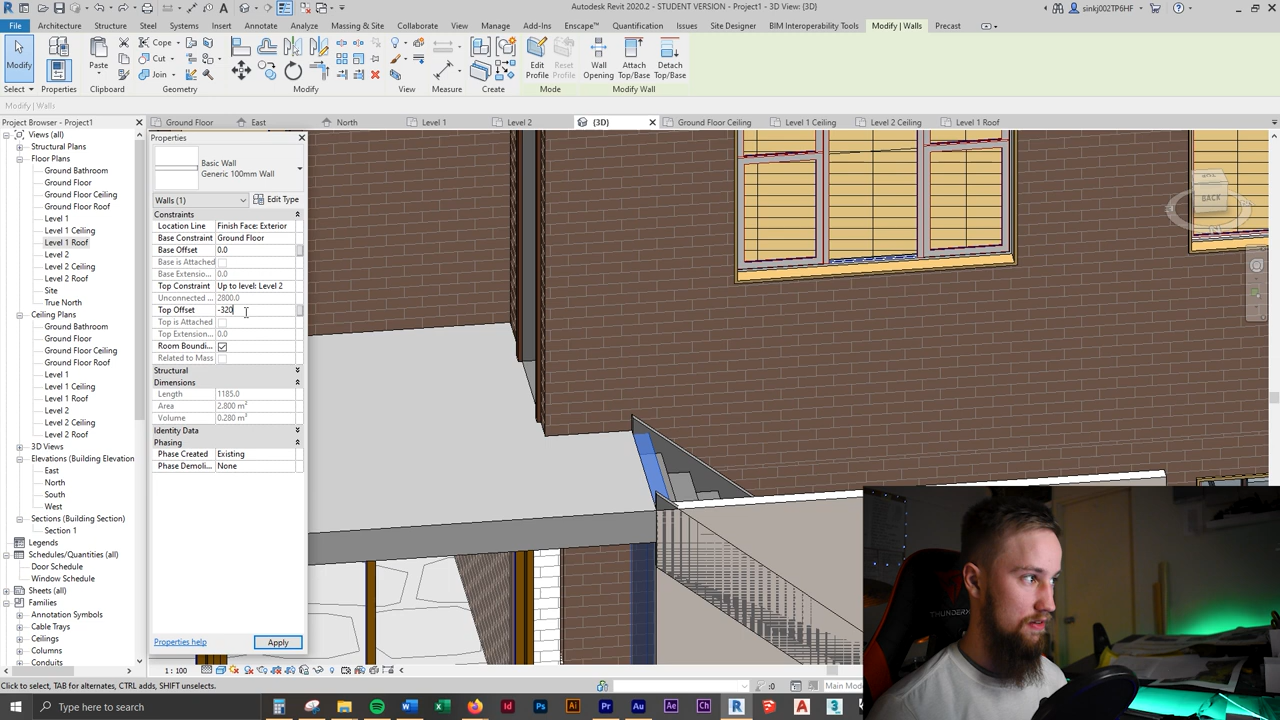 Autodesk Revit 2020.2 - STUDENT VERSION - Project1 - 3D View: {3D}
sinkj002TP6HF
File Architecture Structure Steel Systems Insert Annotate Analyze Massing & Site Collaborate View Manage Add-Ins Enscape™ Quantification Issues Site Designer BIM Interoperability Tools Modify | Walls Precast
Modify
Properties
Paste
Cope
Cut
Join
Edit Profile
Reset Profile
Wall Opening
Attach Top/Base
Detach Top/Base
Select Properties Clipboard Geometry Modify View Measure Create Mode Modify Wall
Modify | Walls
Project Browser - Project1
Ground Floor East North Level 1 Level 2 {3D} Ground Floor Ceiling Level 1 Ceiling Level 2 Ceiling Level 1 Roof
Views (all)
Structural Plans
Floor Plans
Ground Bathroom
Ground Floor
Ground Floor Ceiling
Ground Floor Roof
Level 1
Level 1 Ceiling
Level 1 Roof
Level 2
Level 2 Ceiling
Level 2 Roof
Site
True North
Ceiling Plans
Ground Bathroom
Ground Floor
Ground Floor Ceiling
Ground Floor Roof
Level 1
Level 1 Ceiling
Level 1 Roof
Level 2
Level 2 Ceiling
Level 2 Roof
3D Views
Elevations (Building Elevation
East
North
South
West
Sections (Building Section)
Section 1
Legends
Schedules/Quantities (all)
Door Schedule
Window Schedule
Sheets (all)
Families
Annotation Symbols
Cable Trays
Ceilings
Columns
Conduits
Properties
Basic Wall
Generic 100mm Wall
Walls (1) Edit Type
Constraints
Location Line Finish Face: Exterior
Base Constraint Ground Floor
Base Offset 0.0
Base is Attached
Base Extensio... 0.0
Top Constraint Up to level: Level 2
Unconnected ... 2800.0
Top Offset -320
Top is Attached
Top Extension... 0.0
Room Boundi...
Related to Mass
Structural
Dimensions
Length 1185.0
Area 2.800 m²
Volume 0.280 m³
Identity Data
Phasing
Phase Created Existing
Phase Demoli... None
Properties help Apply
BACK
THUNDERX
1 : 100
Click to select, TAB for alternates, CTRL adds, SHIFT unselects.
:0 Main Mode
Type here to search